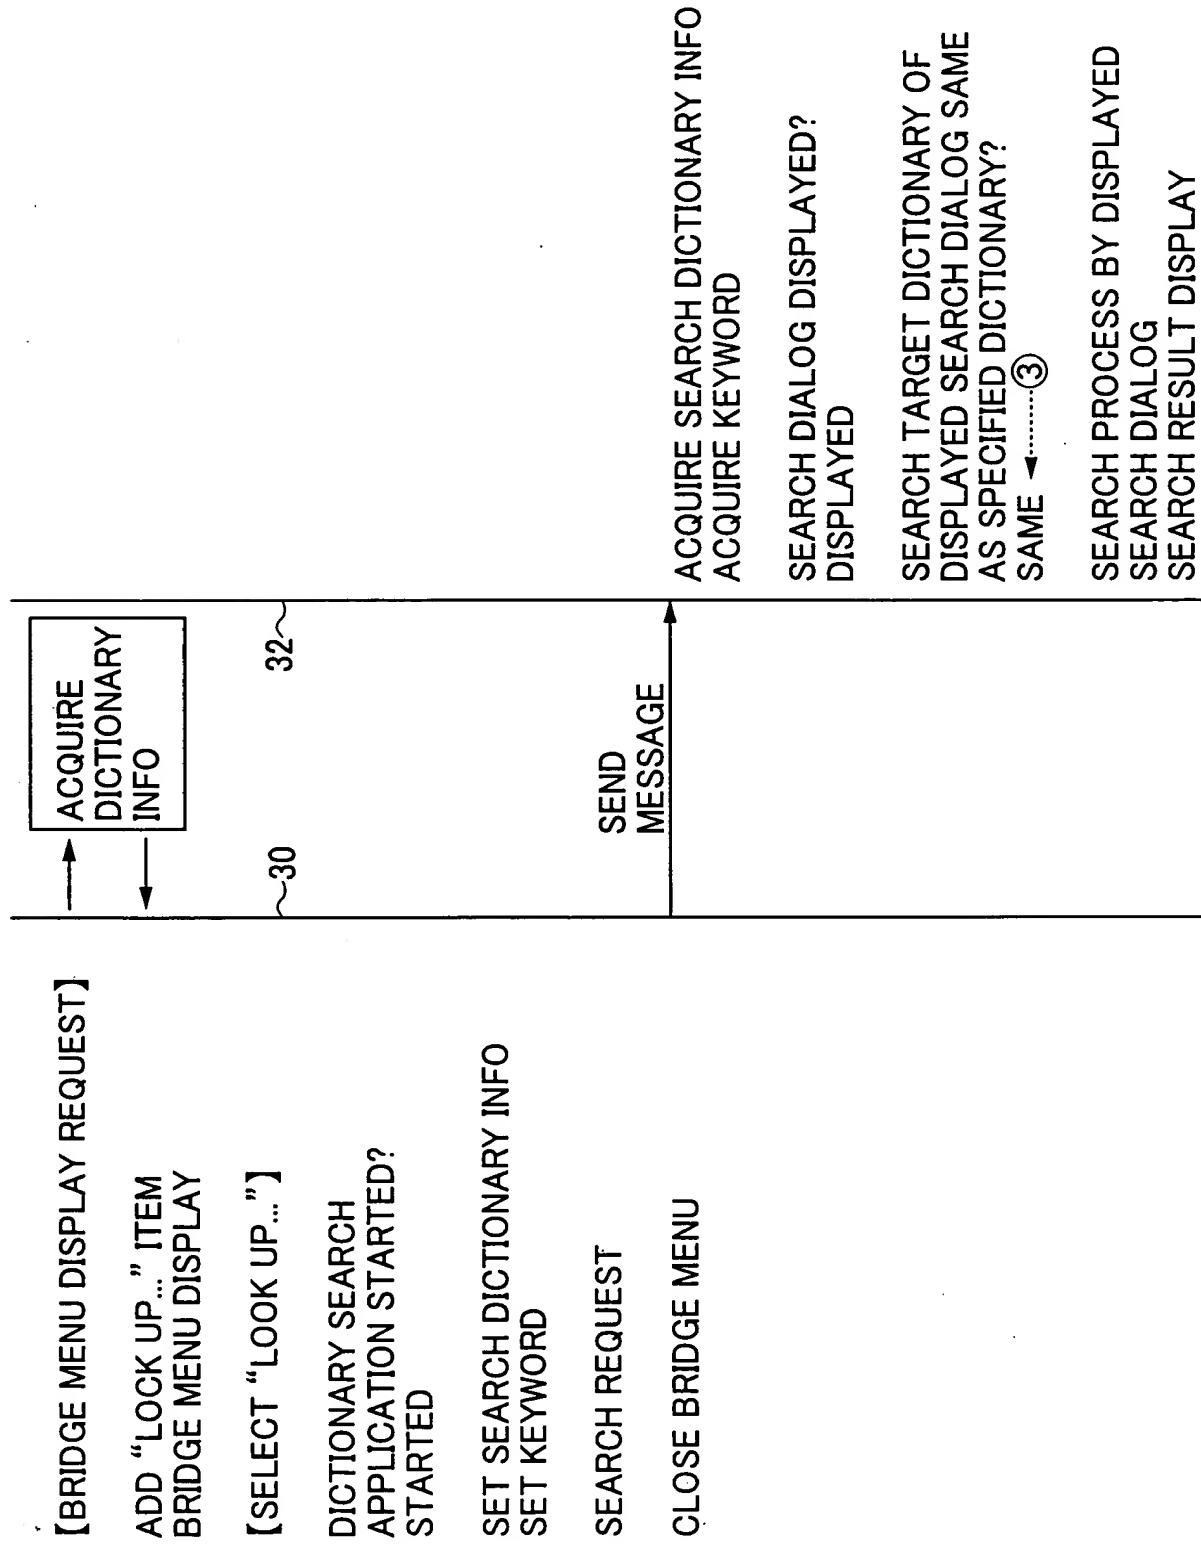 【BRIDGE MENU DISPLAY REQUEST】
ADD “LOCK UP...” ITEM
BRIDGE MENU DISPLAY
【SELECT “LOOK UP...”】
DICTIONARY SEARCH
APPLICATION STARTED?
STARTED
SET SEARCH DICTIONARY INFO
SET KEYWORD
SEARCH REQUEST
CLOSE BRIDGE MENU
30
ACQUIRE
DICTIONARY
INFO
32
SEND
MESSAGE
ACQUIRE SEARCH DICTIONARY INFO
ACQUIRE KEYWORD
SEARCH DIALOG DISPLAYED?
DISPLAYED
SEARCH TARGET DICTIONARY OF
DISPLAYED SEARCH DIALOG SAME
AS SPECIFIED DICTIONARY?
SAME ③
SEARCH PROCESS BY DISPLAYED
SEARCH DIALOG
SEARCH RESULT DISPLAY